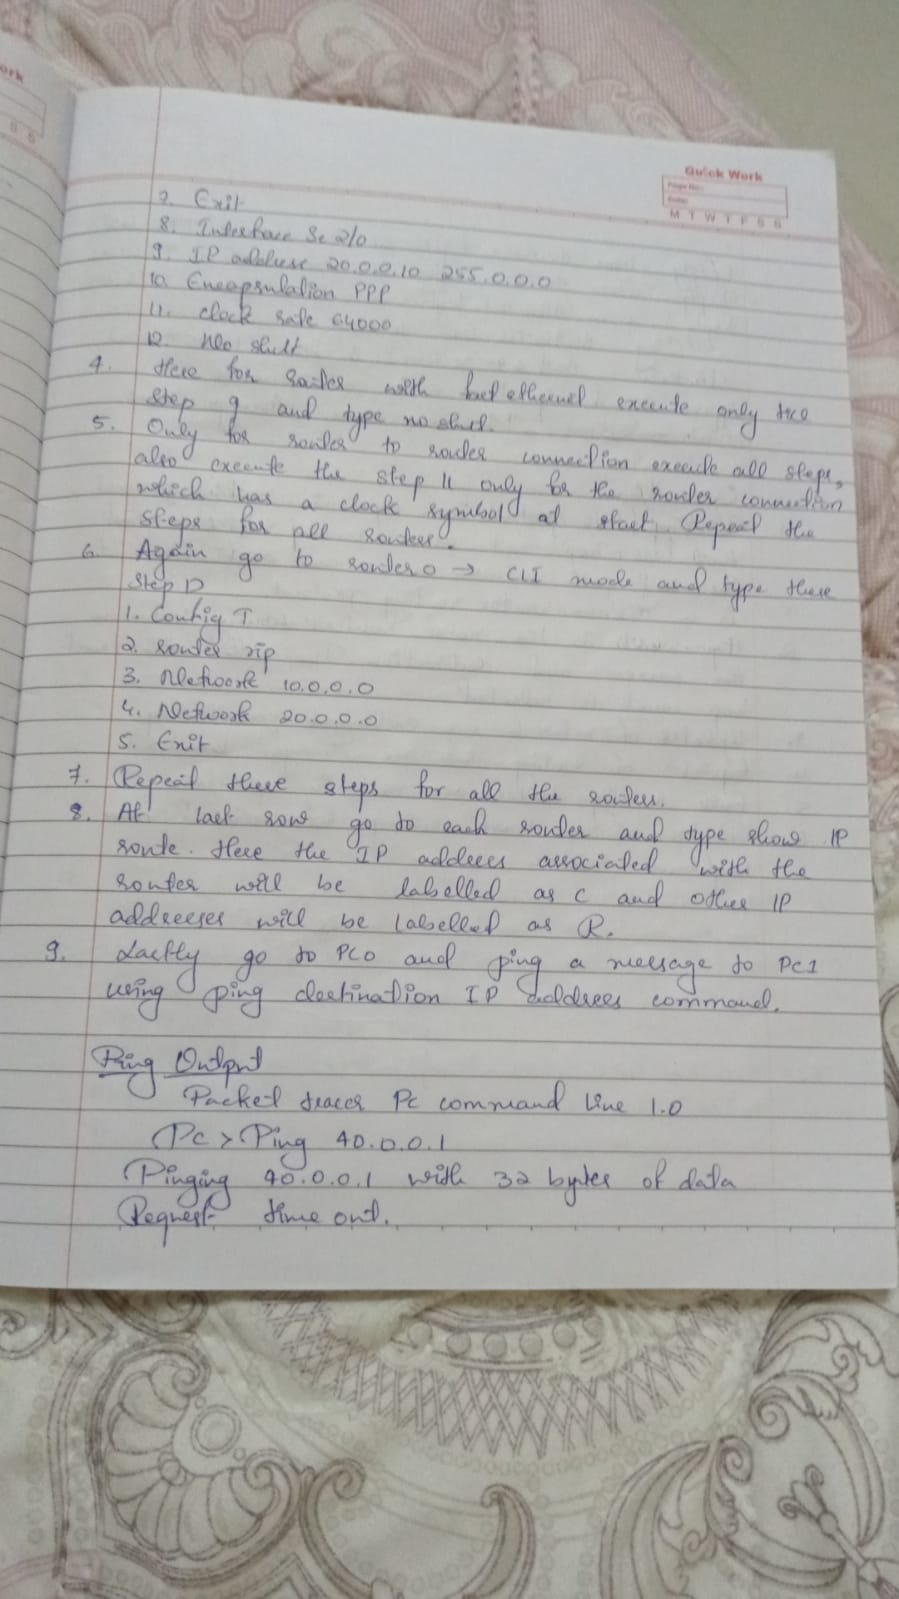 ork
Quick Work
Page No.:
Date:
M T W T F S S
7. Exit
8. Interface Se 2/0
9. IP address 20.0.0.10 255.0.0.0
10. Encapsulation PPP
11. clock rate 64000
12. No shut
4. Here for router with fast ethernet execute only the
step 9 and type no shut.
5. Only for router to router connection execute all steps,
also execute the step 11 only for the router connection
which has a clock symbol at start. Repeat the
steps for all routers.
6. Again go to router0 → CLI mode and type these
step
1. Config T
2. router rip
3. Network 10.0.0.0
4. Network 20.0.0.0
5. Exit
7. Repeat these steps for all the routers.
8. At last now go to each router and type show IP
route. Here the IP address associated with the
router will be labelled as C and other IP
addresses will be labelled as R.
9. Lastly go to PC0 and ping a message to PC1
using ping destination IP address command.
Ping Output
Packet tracer PC command line 1.0
PC > Ping 40.0.0.1
Pinging 40.0.0.1 with 32 bytes of data
Request time out.